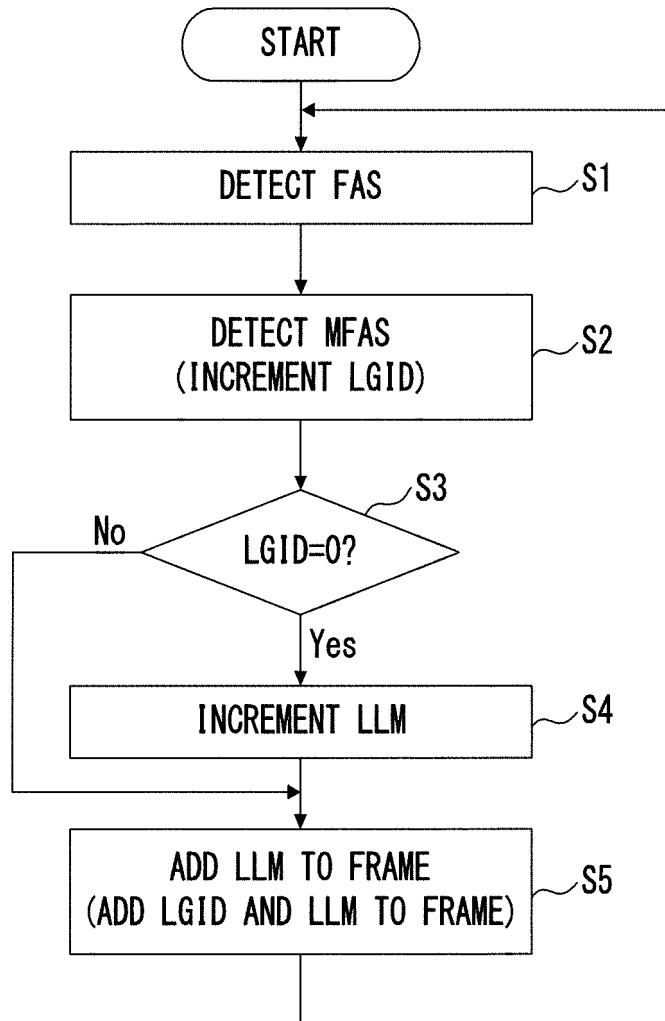 START
DETECT FAS
S1
DETECT MFAS
(INCREMENT LGID)
S2
S3
LGID=0?
No
Yes
INCREMENT LLM
S4
ADD LLM TO FRAME
(ADD LGID AND LLM TO FRAME)
S5